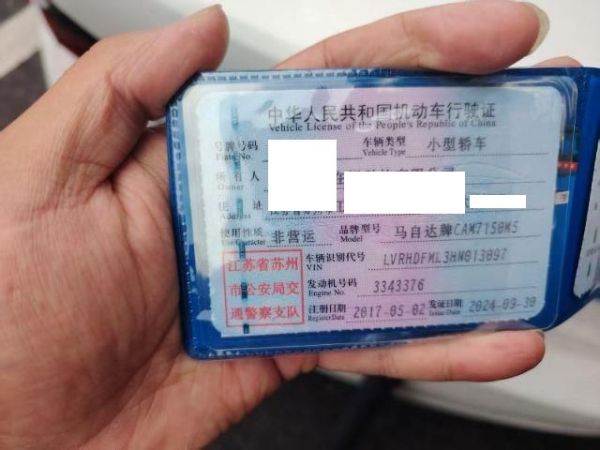 中华人民共和国机动车行驶证
Vehicle License of the People's Republic of China
号牌号码 车辆类型 小型轿车
Plate No. Vehicle Type
所有人
Owner
住 址
Address
使用性质 非营运 品牌型号 马自达牌CAM7150M5
Use Character Model
江苏省苏州 车辆识别代号 LVRHDFML3HN013097
VIN
市公安局交 发动机号码 3343376
Engine No.
通警察支队 注册日期 2017-05-02 发证日期 2024-09-30
Register Date Issue Date